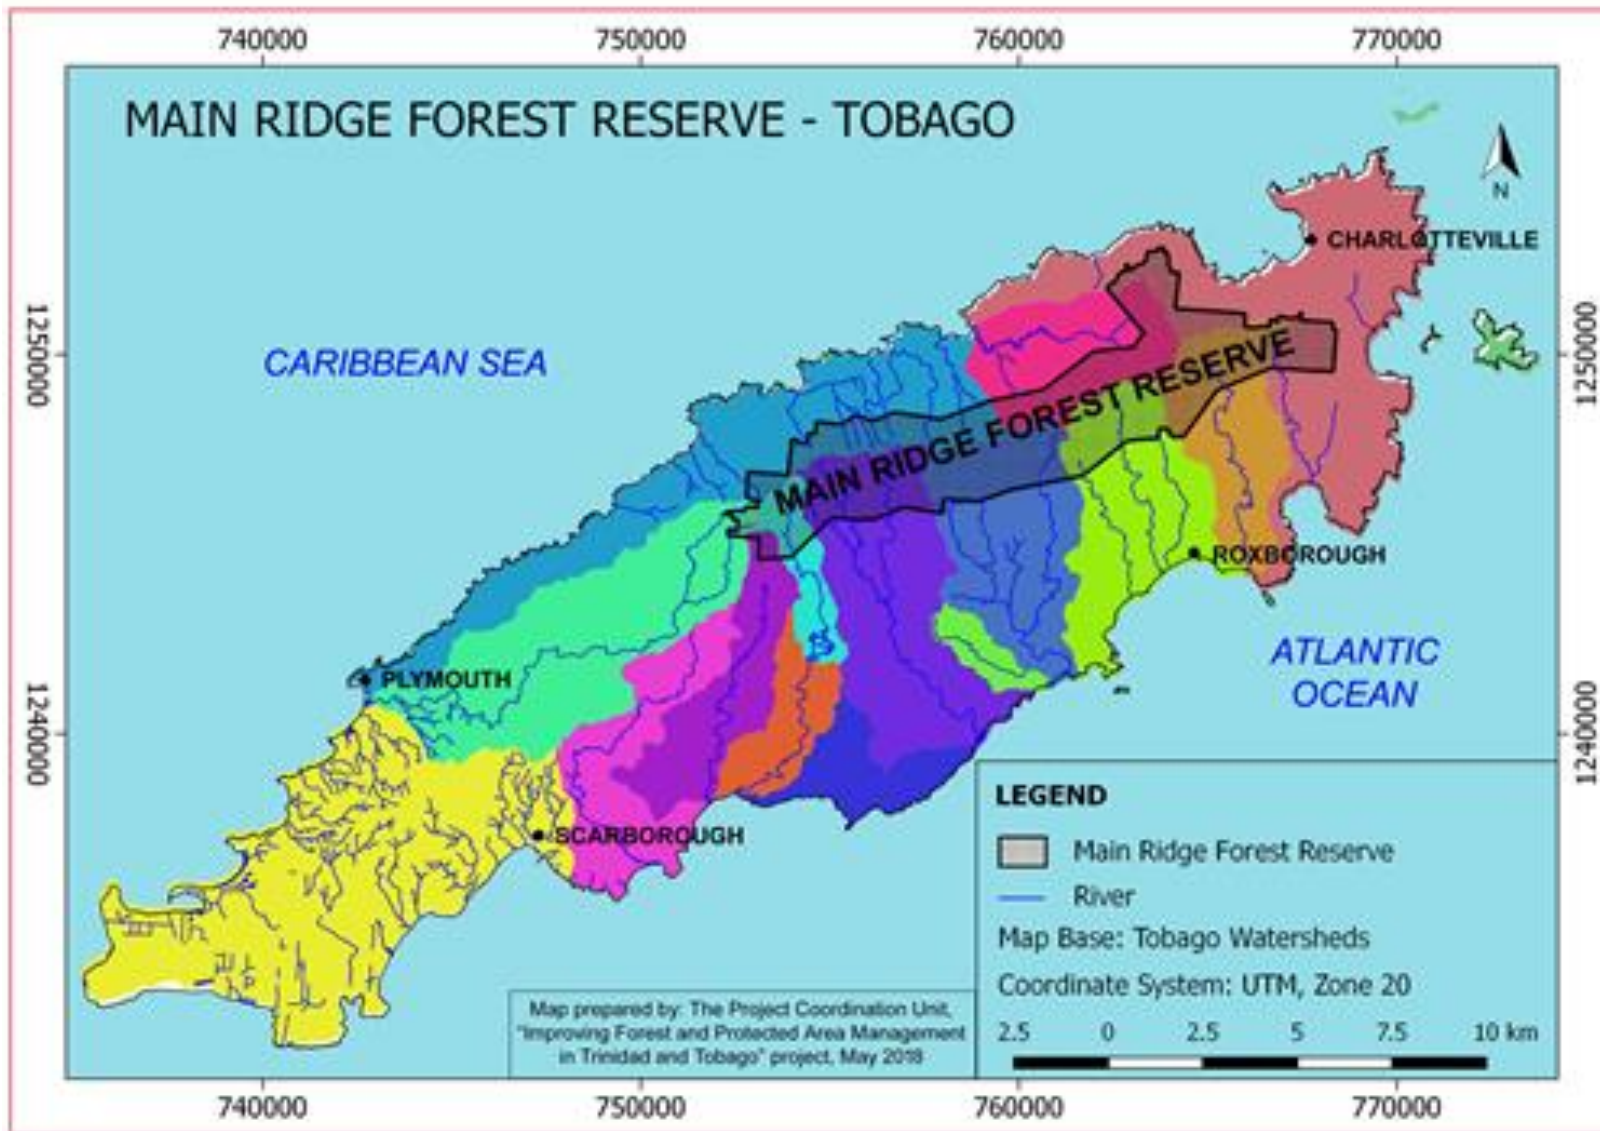 740000 750000 760000 770000
MAIN RIDGE FOREST RESERVE - TOBAGO
N
CHARLOTTEVILLE
1250000
1250000
CARIBBEAN SEA
MAIN RIDGE FOREST RESERVE
ROXBOROUGH
ATLANTIC
OCEAN
PLYMOUTH
1240000
1240000
SCARBOROUGH
LEGEND
Main Ridge Forest Reserve
River
Map Base: Tobago Watersheds
Coordinate System: UTM, Zone 20
2.5 0 2.5 5 7.5 10 km
Map prepared by: The Project Coordination Unit,
"Improving Forest and Protected Area Management
in Trinidad and Tobago" project, May 2018
740000 750000 760000 770000